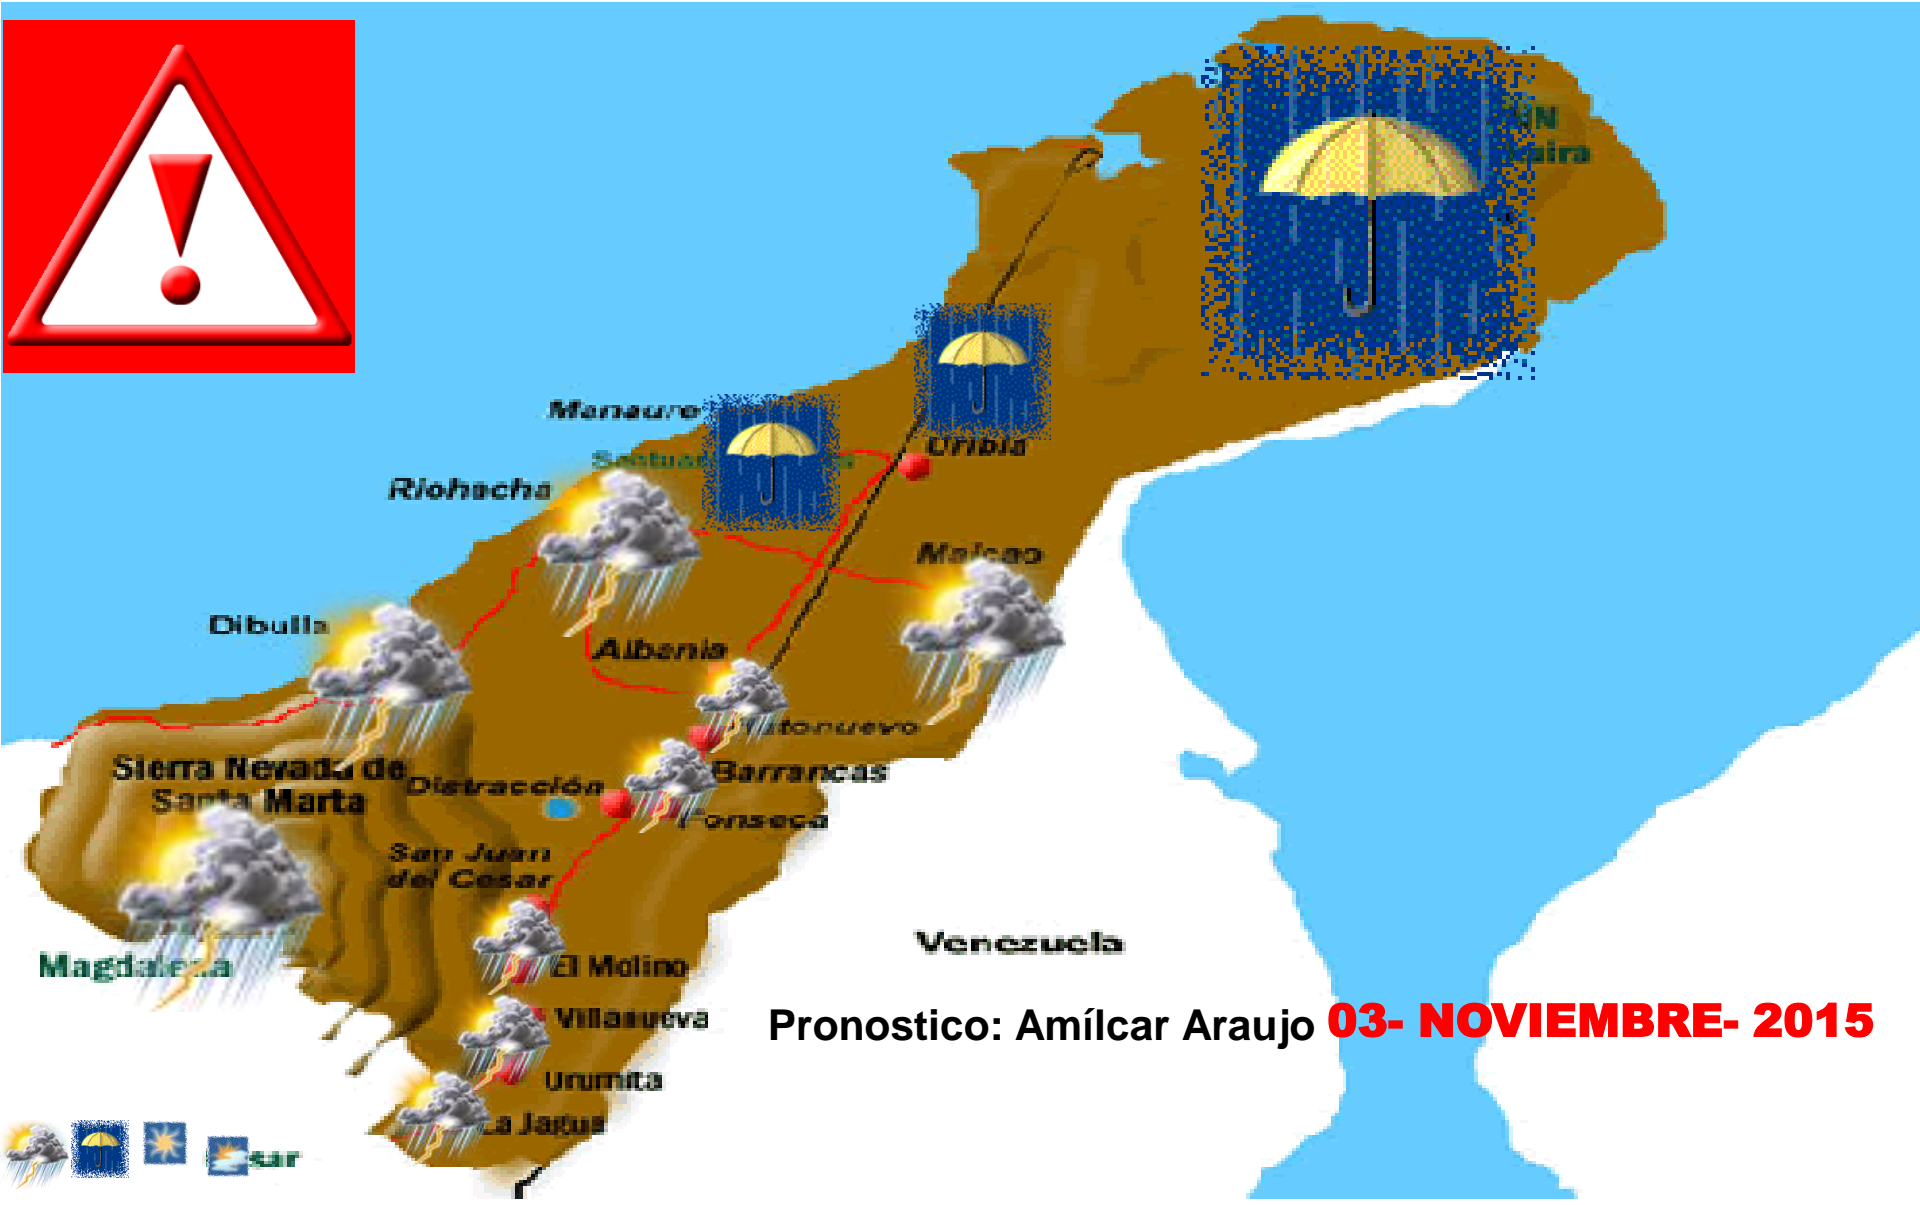 Manaure
Riohacha
Uribia
Maicao
Dibulla
Albania
Barrancas
Sierra Nevada de
Santa Marta
Distracción
Fonseca
San Juan
del Cesar
Venezuela
Magdalena
El Molino
Villanueva
Pronostico: Amílcar Araujo 03- NOVIEMBRE- 2015
Urumita
La Jagua